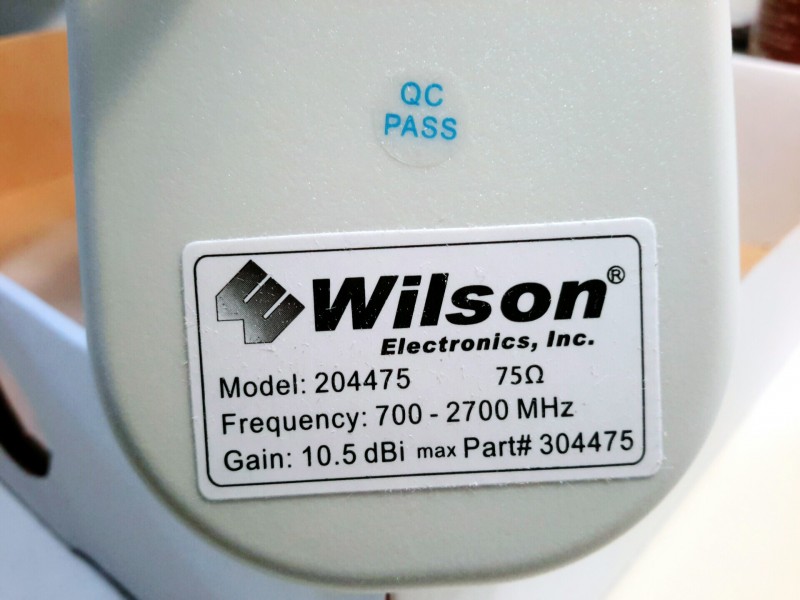 QC
PASS
Wilson®
Electronics, Inc.
Model: 204475 75Ω
Frequency: 700 - 2700 MHz
Gain: 10.5 dBi max Part# 304475